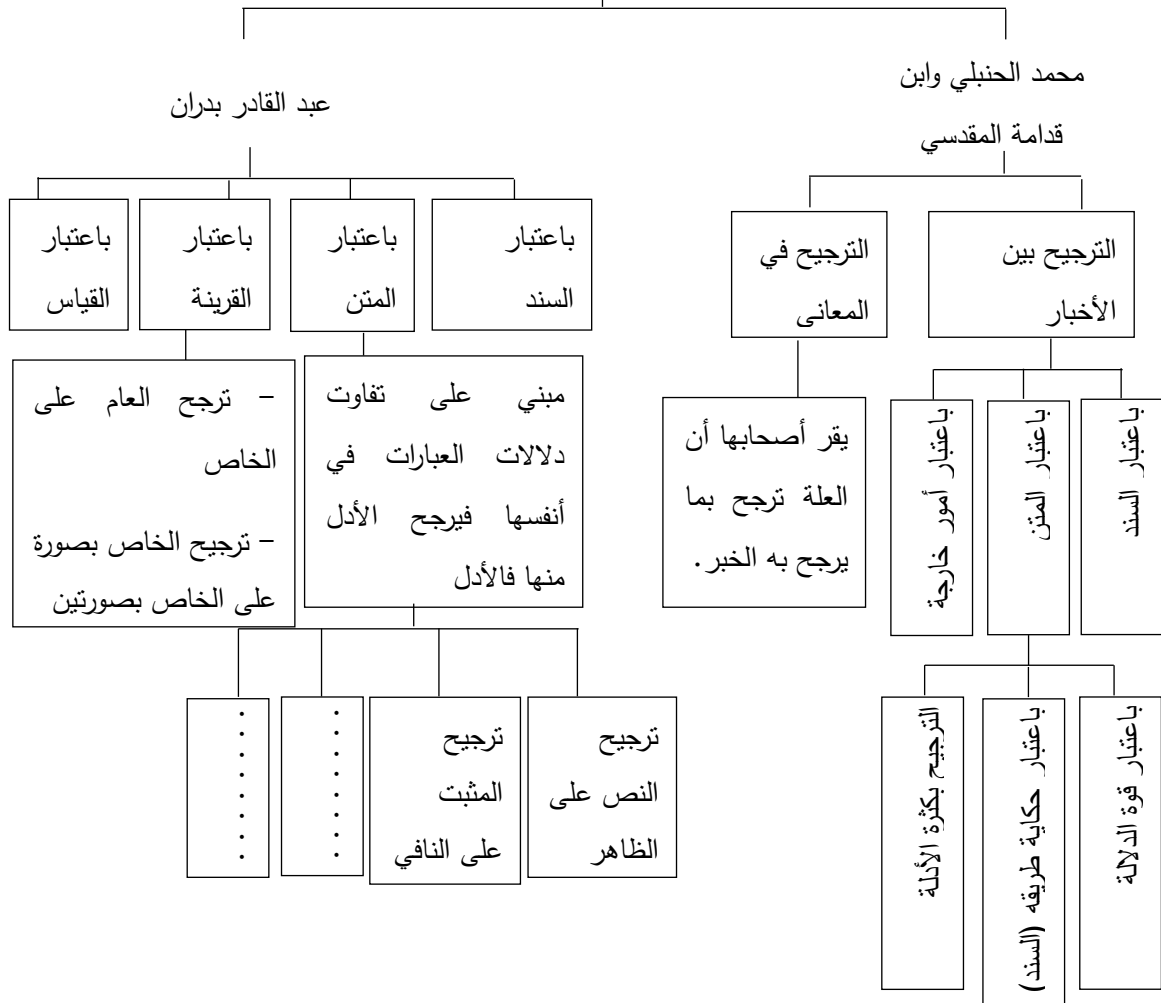 محمد الحنبلي وابن
قدامة المقدسي
عبد القادر بدران
الترجيح بين
الأخبار
الترجيح في
المعانى
باعتبار
السند
باعتبار
المتن
باعتبار
القرينة
باعتبار
القياس
باعتبار السند
باعتبار المتن
باعتبار أمور خارجة
يقر أصحابها أن
العلة ترجح بما
يرجح به الخبر.
مبني على تفاوت
دلالات العبارات في
أنفسها فيرجح الأدل
منها فالأدل
- ترجح العام على
الخاص
- ترجيح الخاص بصورة
على الخاص بصورتين
باعتبار قوة الدلالة
باعتبار حكاية طريقه (السند)
الترجيح بكثرة الأدلة
ترجيح
النص على
الظاهر
ترجيح
المثبت
على النافي
.......
.......